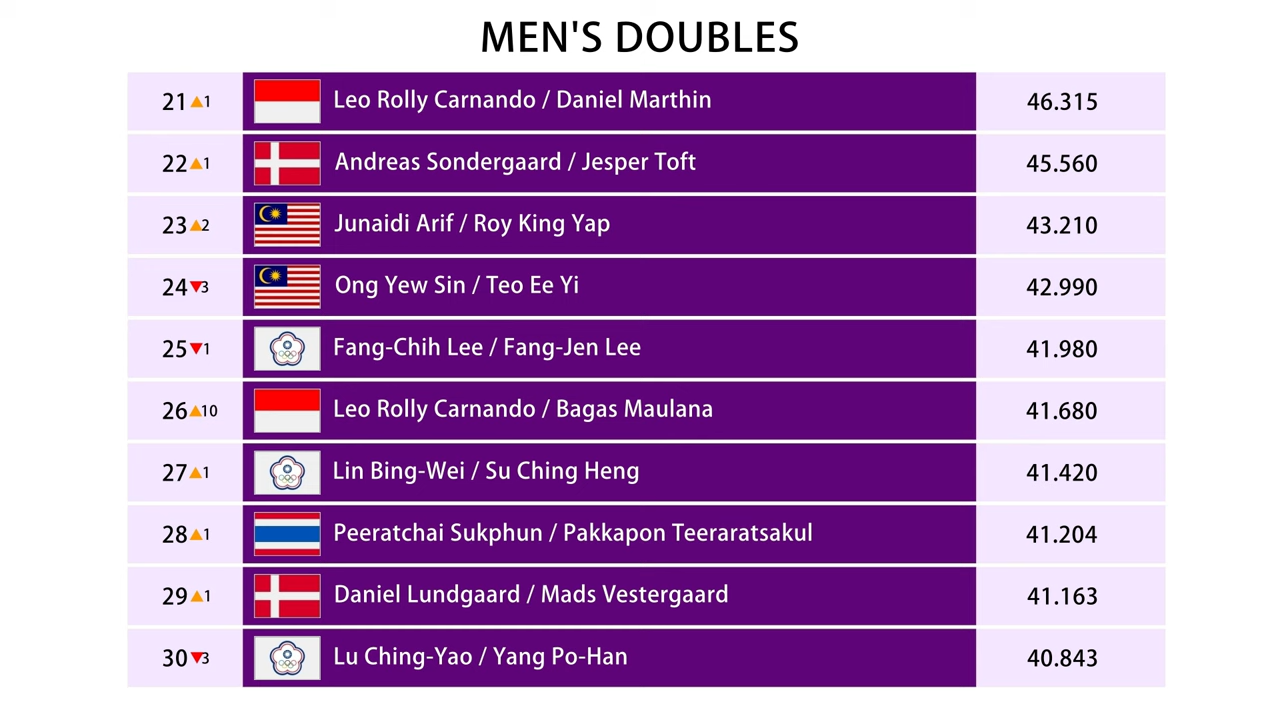 MEN'S DOUBLES
21 ▲1 Leo Rolly Carnando / Daniel Marthin 46.315
22 ▲1 Andreas Sondergaard / Jesper Toft 45.560
23 ▲2 Junaidi Arif / Roy King Yap 43.210
24 ▼3 Ong Yew Sin / Teo Ee Yi 42.990
25 ▼1 Fang-Chih Lee / Fang-Jen Lee 41.980
26 ▲10 Leo Rolly Carnando / Bagas Maulana 41.680
27 ▲1 Lin Bing-Wei / Su Ching Heng 41.420
28 ▲1 Peeratchai Sukphun / Pakkapon Teeraratsakul 41.204
29 ▲1 Daniel Lundgaard / Mads Vestergaard 41.163
30 ▼3 Lu Ching-Yao / Yang Po-Han 40.843